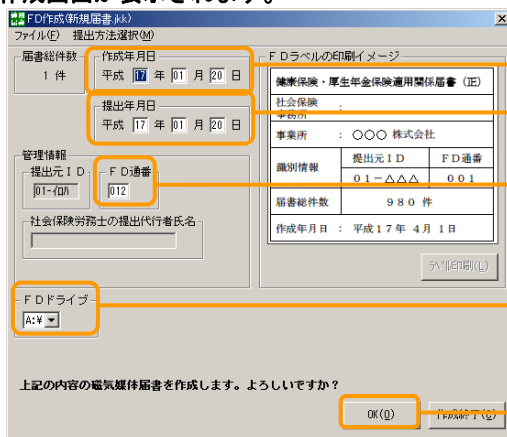 作成画面が表示されます。
FD作成(新規届書.jkk)
ファイル(F) 提出方法選択(M)
届書総件数
1 件
作成年月日
平成 17 年 01 月 20 日
提出年月日
平成 17 年 01 月 20 日
管理情報
提出元ID
01-イロハ
FD通番
012
社会保険労務士の提出代行者氏名
FDラベルの印刷イメージ
健康保険・厚生年金保険適用関係届書(正)
社会保険事務所 :
事業所 : 〇〇〇 株式会社
識別情報
提出元ID FD通番
01-△△△ 001
届書総件数 980 件
作成年月日 : 平成17年 4月 1日
ラベル印刷(L)
FDドライブ
A:¥
上記の内容の磁気媒体届書を作成します。よろしいですか?
OK(O) 作成終了(C)